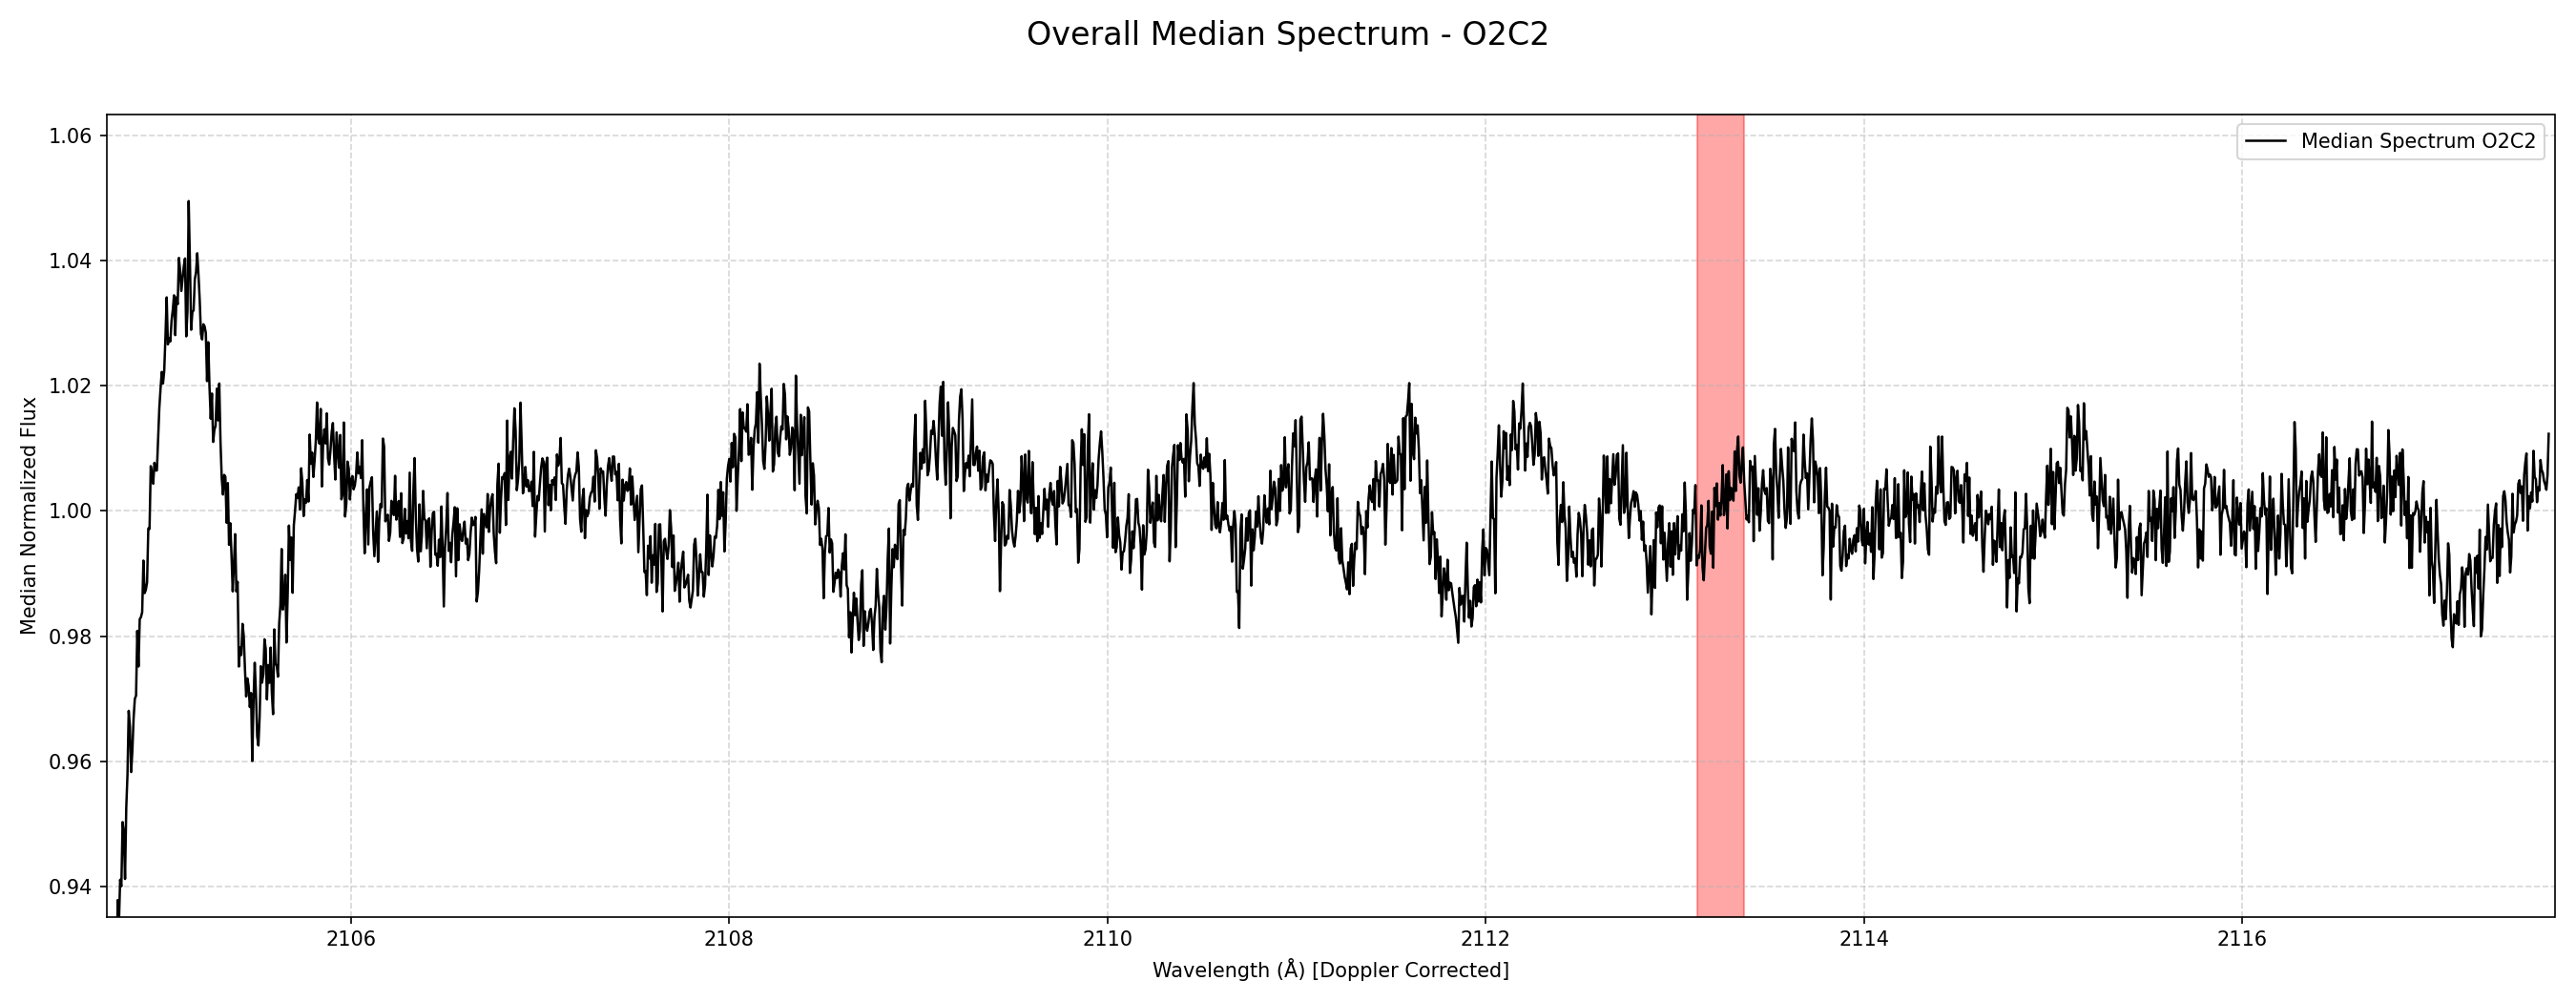 Overall Median Spectrum - O2C2
Median Spectrum O2C2
Median Normalized Flux
1.06
1.04
1.02
1.00
0.98
0.96
0.94
2106 2108 2110 2112 2114 2116
Wavelength (Å) [Doppler Corrected]